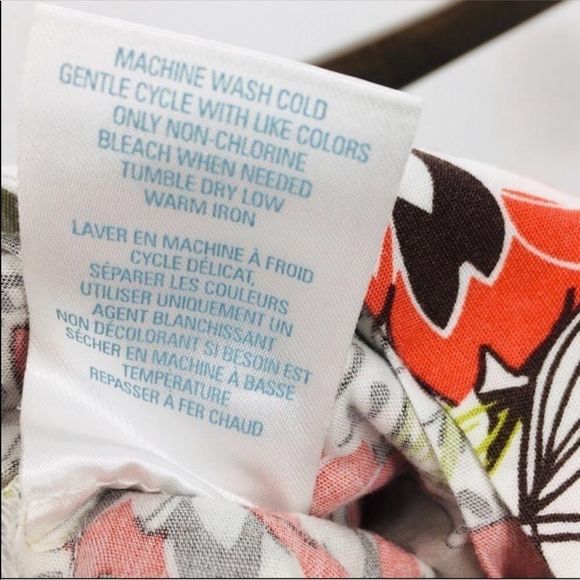 MACHINE WASH COLD
GENTLE CYCLE WITH LIKE COLORS
ONLY NON-CHLORINE
BLEACH WHEN NEEDED
TUMBLE DRY LOW
WARM IRON
LAVER EN MACHINE À FROID
CYCLE DÉLICAT,
SÉPARER LES COULEURS
UTILISER UNIQUEMENT UN
AGENT BLANCHISSANT
NON DÉCOLORANT SI BESOIN EST
SÉCHER EN MACHINE À BASSE
TEMPÉRATURE
REPASSER À FER CHAUD